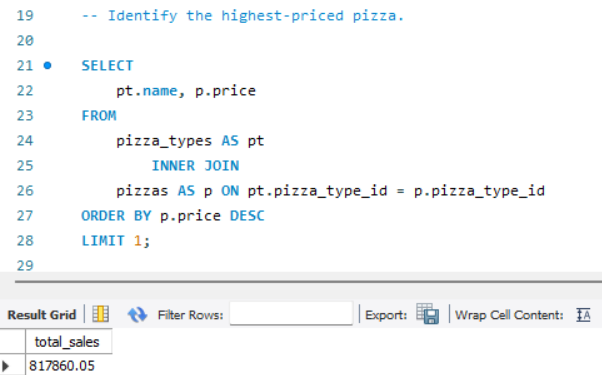 19 -- Identify the highest-priced pizza.
20
21 SELECT
22 pt.name, p.price
23 FROM
24 pizza_types AS pt
25 INNER JOIN
26 pizzas AS p ON pt.pizza_type_id = p.pizza_type_id
27 ORDER BY p.price DESC
28 LIMIT 1;
29
Result Grid Filter Rows: Export: Wrap Cell Content: IA
total_sales
817860.05